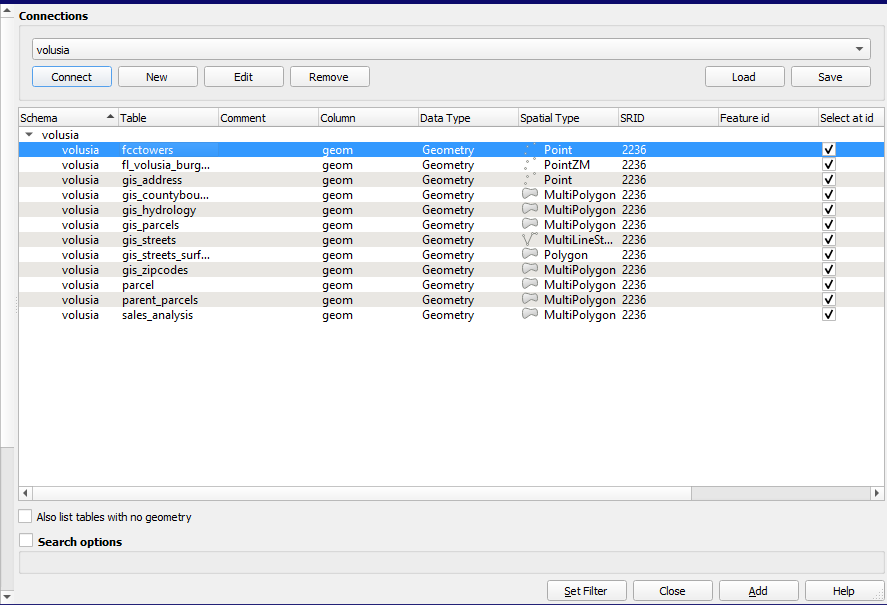 Connections
volusia
Connect New Edit Remove Load Save
Schema Table Comment Column Data Type Spatial Type SRID Feature id Select at id
volusia
volusia fcctowers geom Geometry Point 2236
volusia fl_volusia_burg... geom Geometry PointZM 2236
volusia gis_address geom Geometry Point 2236
volusia gis_countybou... geom Geometry MultiPolygon 2236
volusia gis_hydrology geom Geometry MultiPolygon 2236
volusia gis_parcels geom Geometry MultiPolygon 2236
volusia gis_streets geom Geometry MultiLineSt... 2236
volusia gis_streets_surf... geom Geometry Polygon 2236
volusia gis_zipcodes geom Geometry MultiPolygon 2236
volusia parcel geom Geometry MultiPolygon 2236
volusia parent_parcels geom Geometry MultiPolygon 2236
volusia sales_analysis geom Geometry MultiPolygon 2236
Also list tables with no geometry
Search options
Set Filter Close Add Help